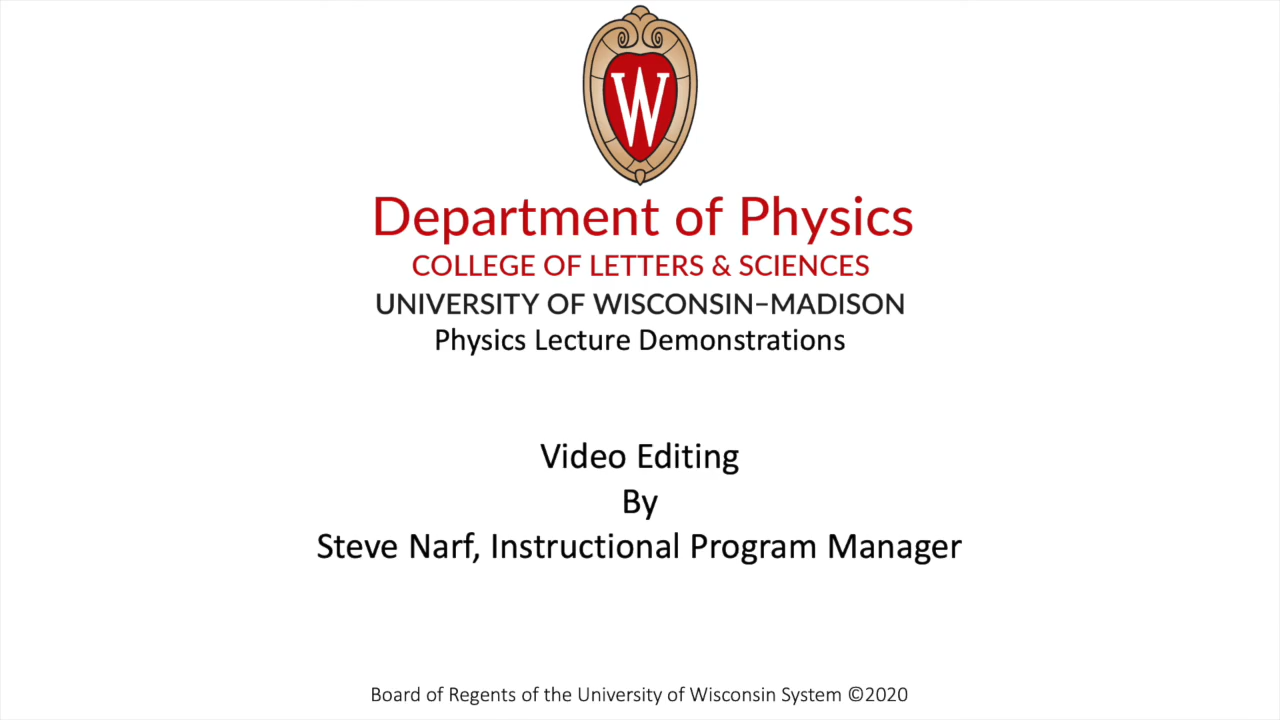 W
Department of Physics
COLLEGE OF LETTERS & SCIENCES
UNIVERSITY OF WISCONSIN–MADISON
Physics Lecture Demonstrations
Video Editing
By
Steve Narf, Instructional Program Manager
Board of Regents of the University of Wisconsin System ©2020